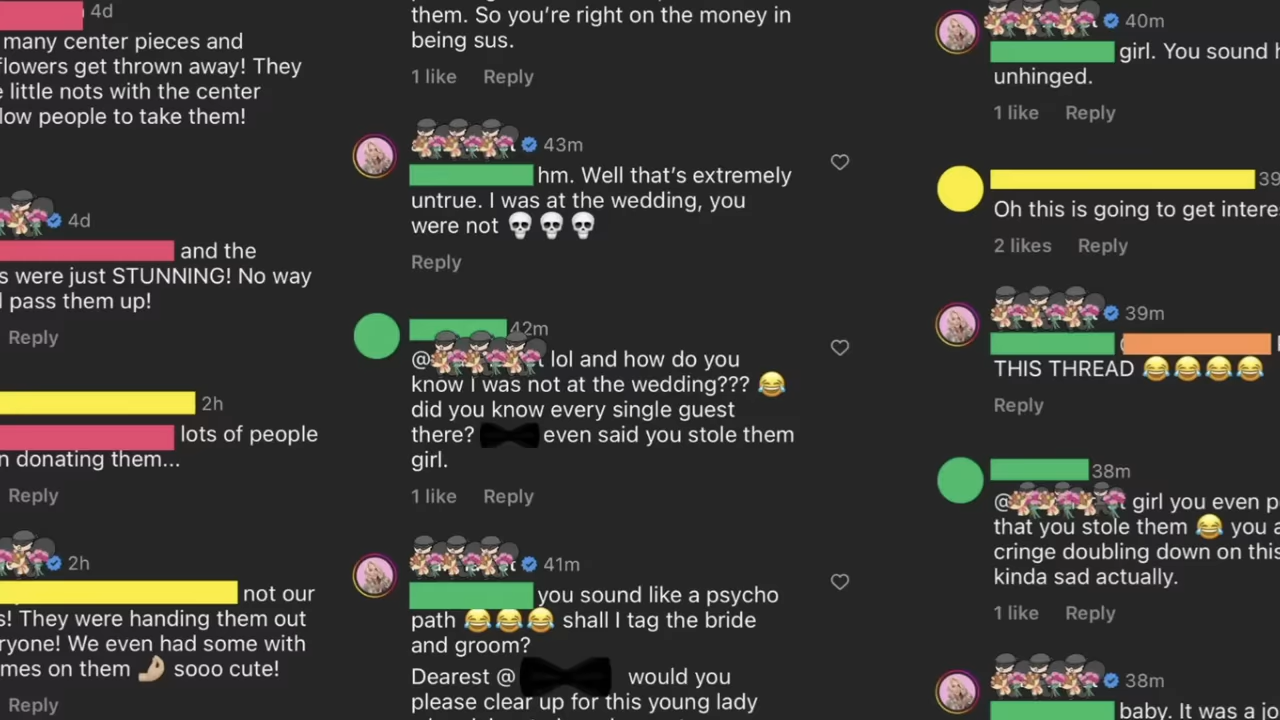 4d
many center pieces and
flowers get thrown away! They
little nots with the center
people to take them!
4d
and the
were just STUNNING! No way
pass them up!
Reply
2h
lots of people
donating them...
Reply
2h
not our
They were handing them out
We even had some with
on them 🤌🏼 sooo cute!
Reply
them. So you're right on the money in
being sus.
1 like Reply
43m
hm. Well that's extremely
untrue. I was at the wedding, you
were not 💀💀💀
Reply
42m
@ lol and how do you
know I was not at the wedding??? 😂
did you know every single guest
there? even said you stole them
girl.
1 like Reply
41m
you sound like a psycho
path 😂😂😂 shall I tag the bride
and groom?
Dearest @ would you
please clear up for this young lady
40m
girl. You sound
unhinged.
1 like Reply
39
Oh this is going to get
2 likes Reply
39m
THIS THREAD 😂😂😂😂
Reply
38m
@ girl you even
that you stole them 😂 you
cringe doubling down on this
kinda sad actually.
1 like Reply
38m
baby. It was a